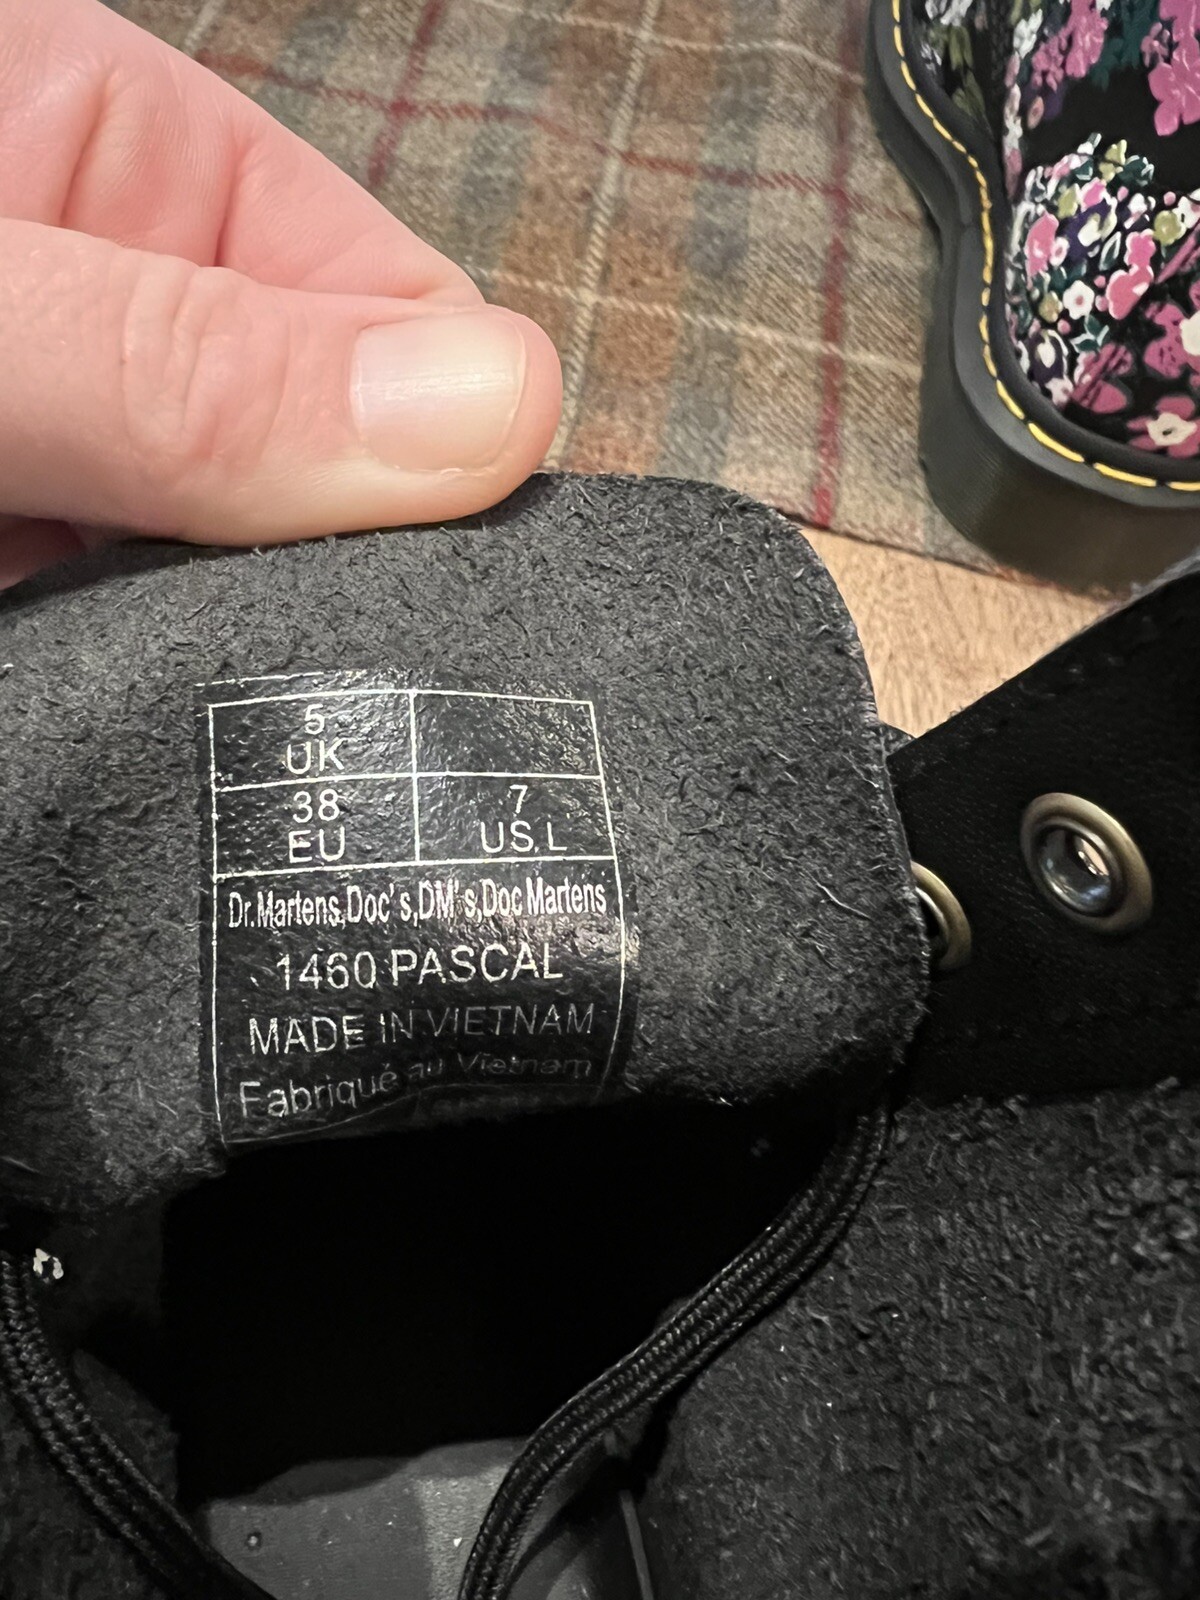 5
UK
38
EU
7
US.L
Dr.Martens,Doc's,DM's,Doc Martens
1460 PASCAL
MADE IN VIETNAM
Fabriqué au Vietnam